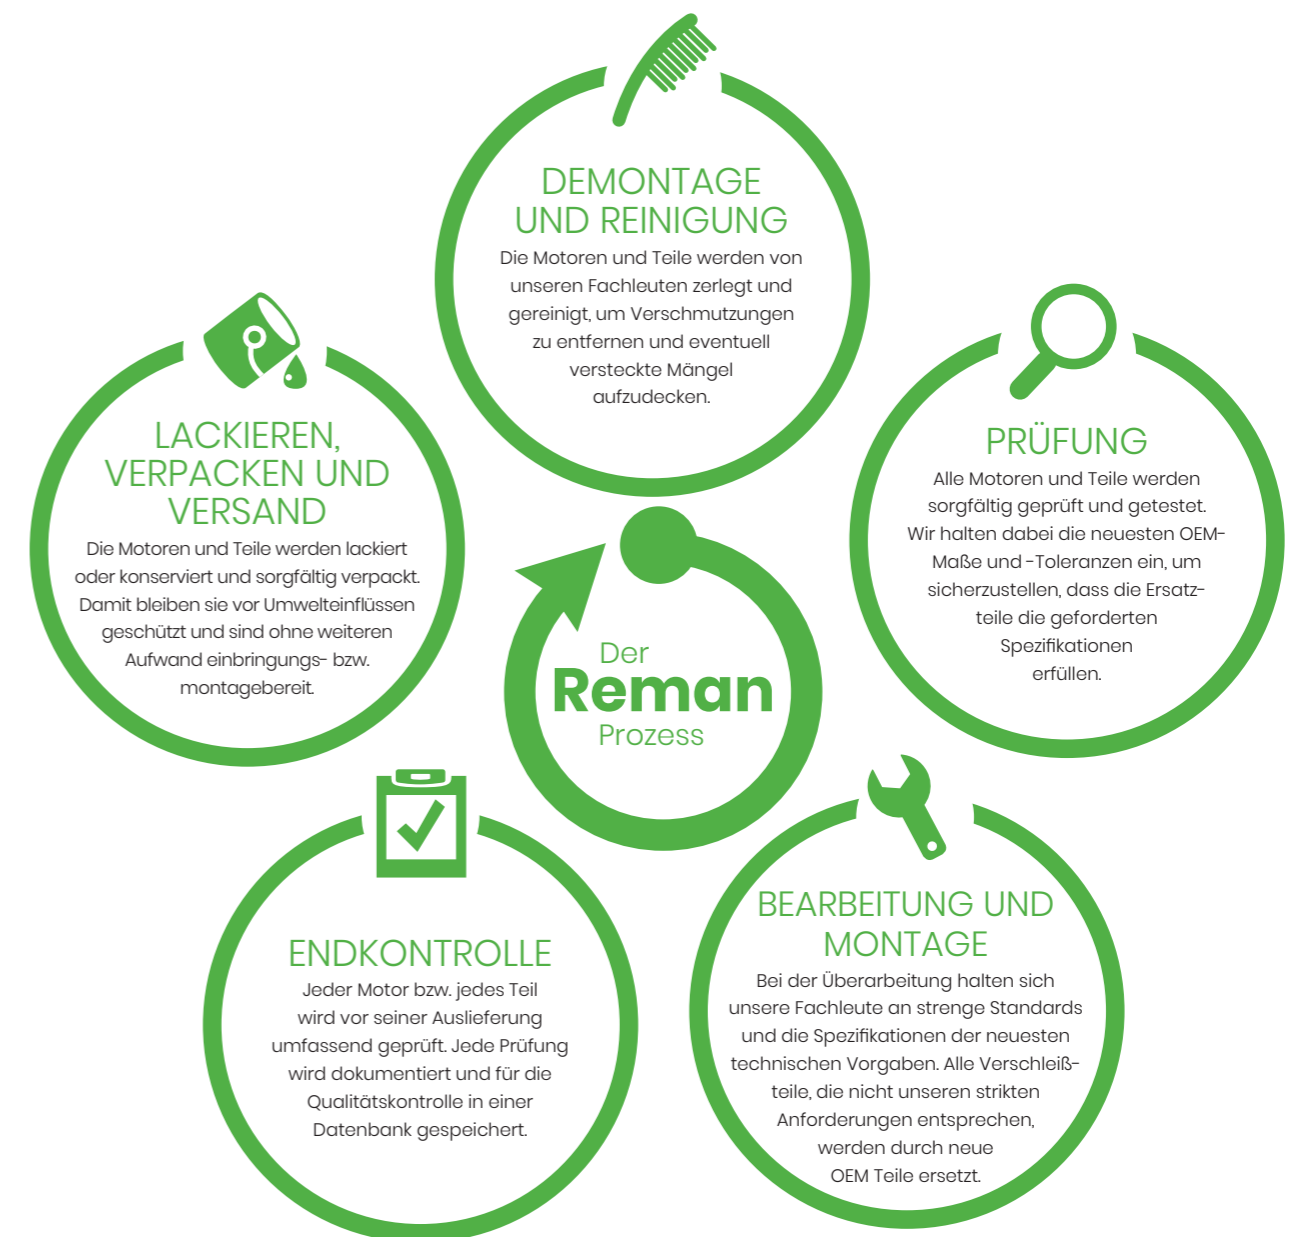 DEMONTAGE
UND REINIGUNG
Die Motoren und Teile werden von
unseren Fachleuten zerlegt und
gereinigt, um Verschmutzungen
zu entfernen und eventuell
versteckte Mängel
aufzudecken.
PRÜFUNG
Alle Motoren und Teile werden
sorgfältig geprüft und getestet.
Wir halten dabei die neuesten OEM-
Maße und -Toleranzen ein, um
sicherzustellen, dass die Ersatz-
teile die geforderten
Spezifikationen
erfüllen.
BEARBEITUNG UND
MONTAGE
Bei der Überarbeitung halten sich
unsere Fachleute an strenge Standards
und die Spezifikationen der neuesten
technischen Vorgaben. Alle Verschleiß-
teile, die nicht unseren strikten
Anforderungen entsprechen,
werden durch neue
OEM Teile ersetzt.
ENDKONTROLLE
Jeder Motor bzw. jedes Teil
wird vor seiner Auslieferung
umfassend geprüft. Jede Prüfung
wird dokumentiert und für die
Qualitätskontrolle in einer
Datenbank gespeichert.
LACKIEREN,
VERPACKEN UND
VERSAND
Die Motoren und Teile werden lackiert
oder konserviert und sorgfältig verpackt.
Damit bleiben sie vor Umwelteinflüssen
geschützt und sind ohne weiteren
Aufwand einbringungs- bzw.
montagebereit.
Der
Reman
Prozess